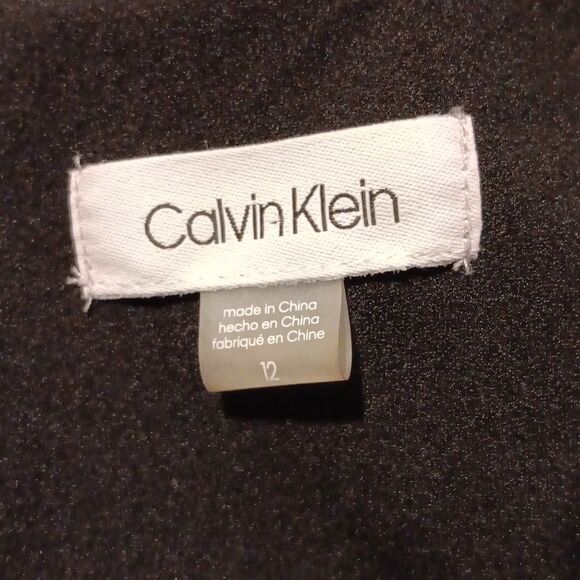 Calvin Klein
made in China
hecho en China
fabriqué en Chine
12